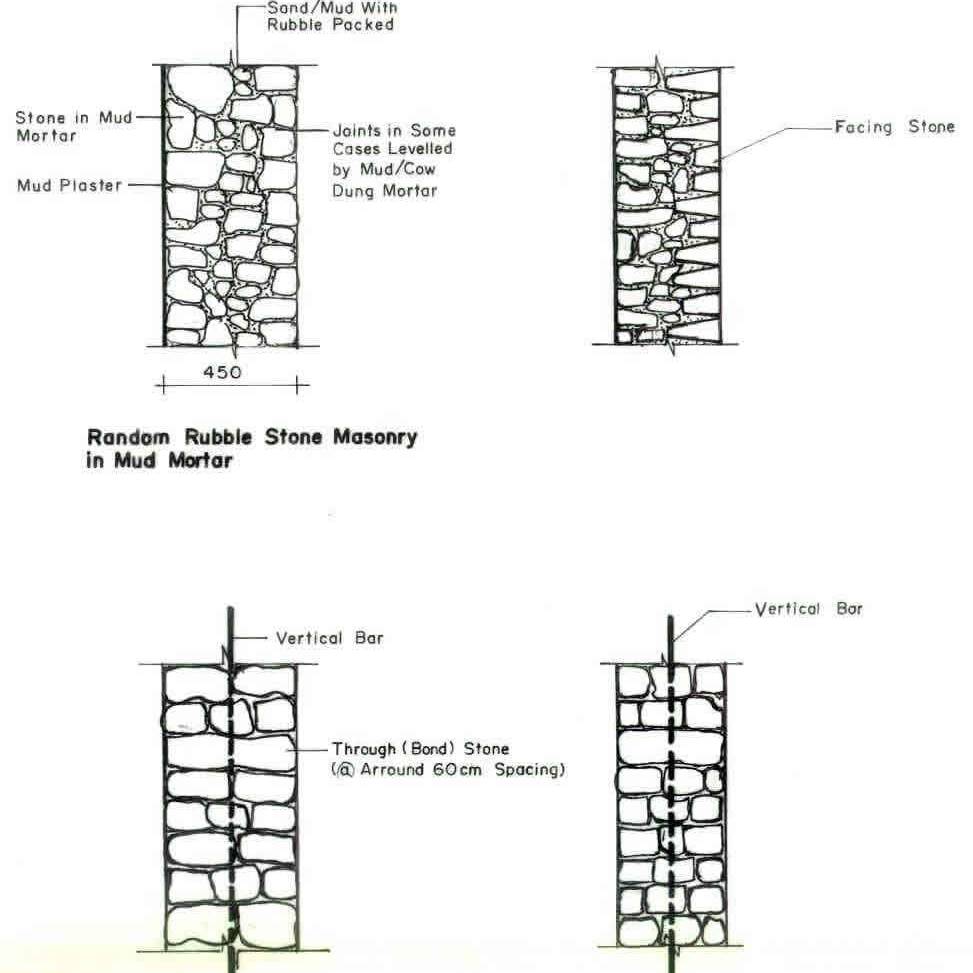 Sand/Mud With
Rubble Packed
Stone in Mud
Mortar
Joints in Some
Cases Levelled
by Mud/Cow
Dung Mortar
Mud Plaster
Facing Stone
450
Random Rubble Stone Masonry
in Mud Mortar
Vertical Bar
Vertical Bar
Through (Bond) Stone
(@ Arround 60cm Spacing)